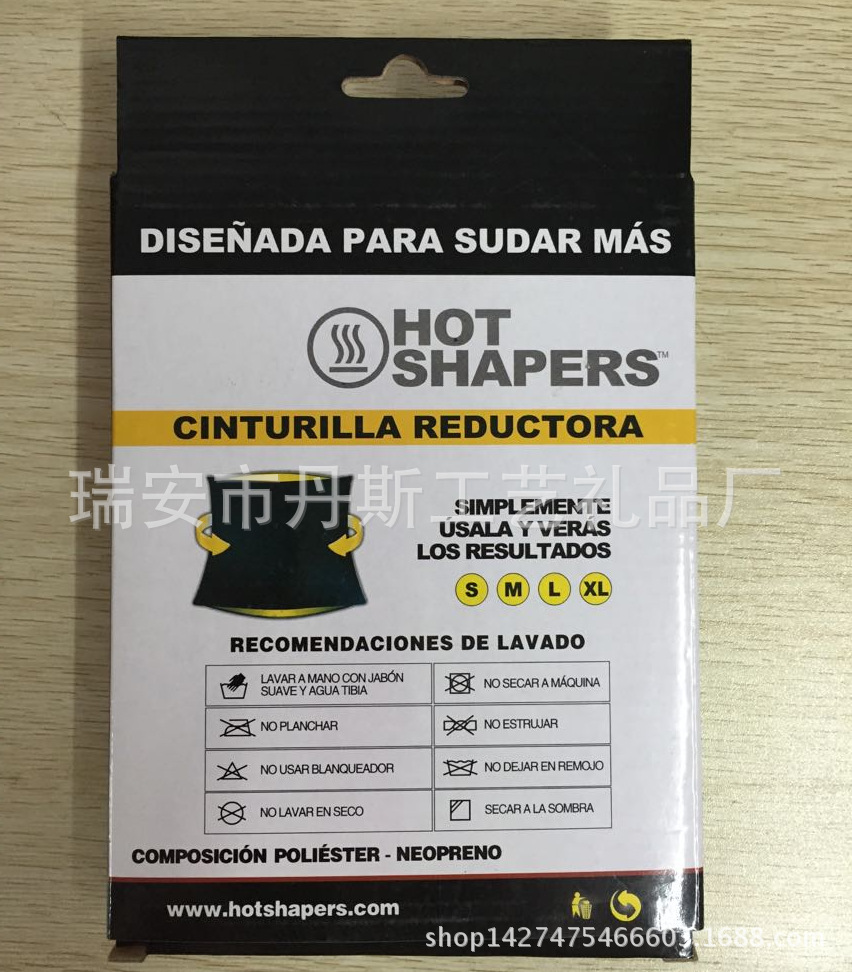 DISEÑADA PARA SUDAR MÁS
HOT
SHAPERS™
CINTURILLA REDUCTORA
瑞安市丹斯工艺礼品厂
SIMPLEMENTE
ÚSALA Y VERÁS
LOS RESULTADOS
S M L XL
RECOMENDACIONES DE LAVADO
LAVAR A MANO CON JABÓN
SUAVE Y AGUA TIBIA
NO SECAR A MÁQUINA
NO PLANCHAR
NO ESTRUJAR
NO USAR BLANQUEADOR
NO DEJAR EN REMOJO
NO LAVAR EN SECO
SECAR A LA SOMBRA
COMPOSICIÓN POLIÉSTER - NEOPRENO
www.hotshapers.com
shop1427475466603.1688.com